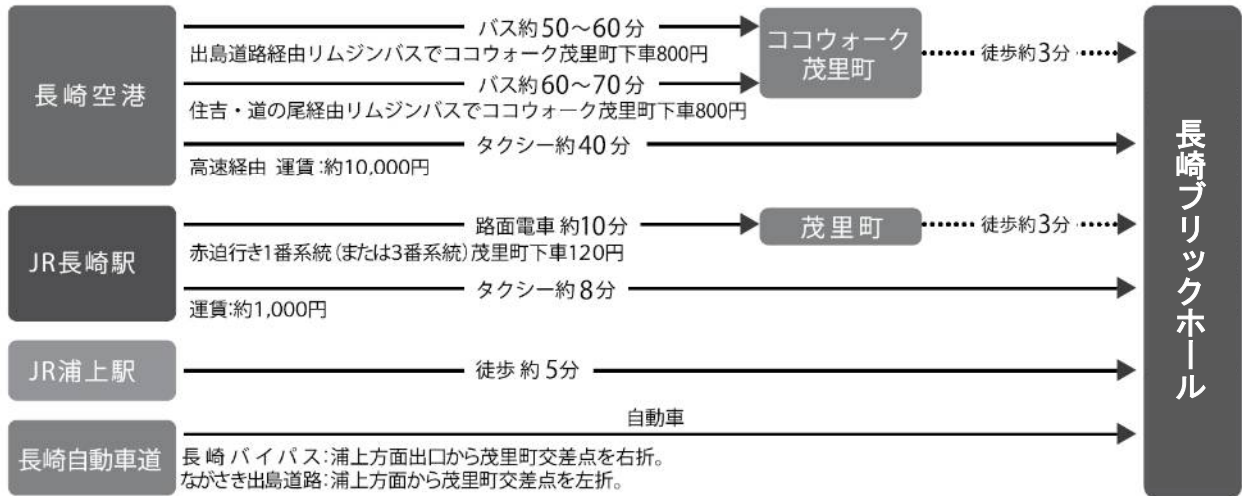 長崎空港
バス約50～60分
出島道路経由リムジンバスでココウォーク茂里町下車800円
バス約60～70分
住吉・道の尾経由リムジンバスでココウォーク茂里町下車800円
ココウォーク
茂里町
徒歩約3分
タクシー約40分
高速経由 運賃:約10,000円
JR長崎駅
路面電車 約10分
赤迫行き1番系統(または3番系統)茂里町下車120円
茂里町
徒歩約3分
タクシー約8分
運賃:約1,000円
JR浦上駅
徒歩 約 5分
長崎自動車道
自動車
長崎バイパス:浦上方面出口から茂里町交差点を右折。
ながさき出島道路:浦上方面から茂里町交差点を左折。
長崎ブリックホール